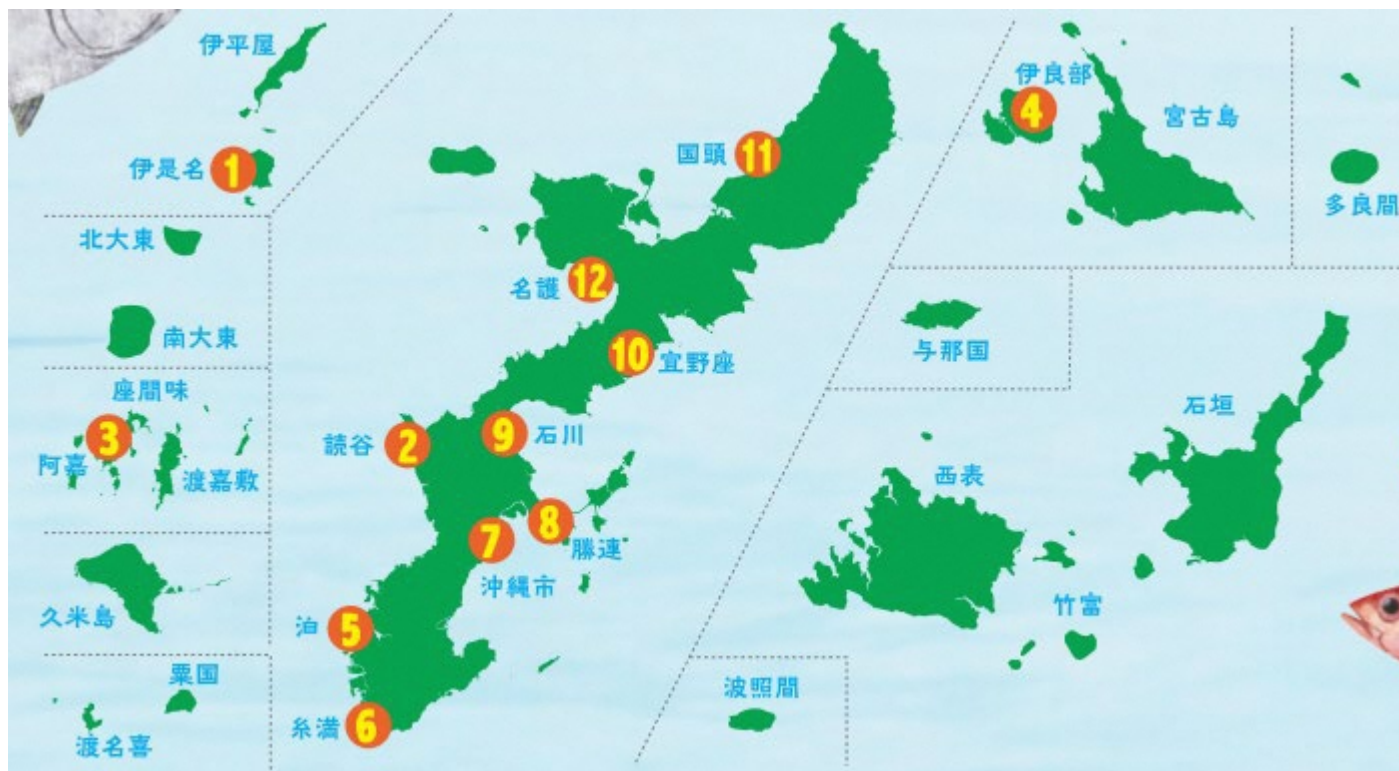 伊平屋
伊是名
1
北大東
南大東
座間味
3
阿嘉
渡嘉敷
久米島
粟国
渡名喜
国頭
11
名護
12
10
宜野座
読谷
2
9
石川
8
勝連
7
沖縄市
泊
5
糸満
6
伊良部
4
宮古島
多良間
与那国
石垣
西表
竹富
波照間